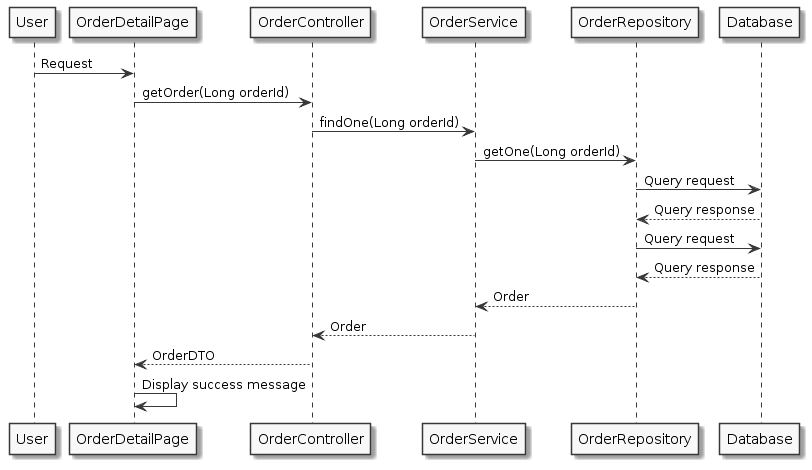 User OrderDetailPage OrderController OrderService OrderRepository Database
Request
getOrder(Long orderId)
findOne(Long orderId)
getOne(Long orderId)
Query request
Query response
Query request
Query response
Order
Order
OrderDTO
Display success message
User OrderDetailPage OrderController OrderService OrderRepository Database